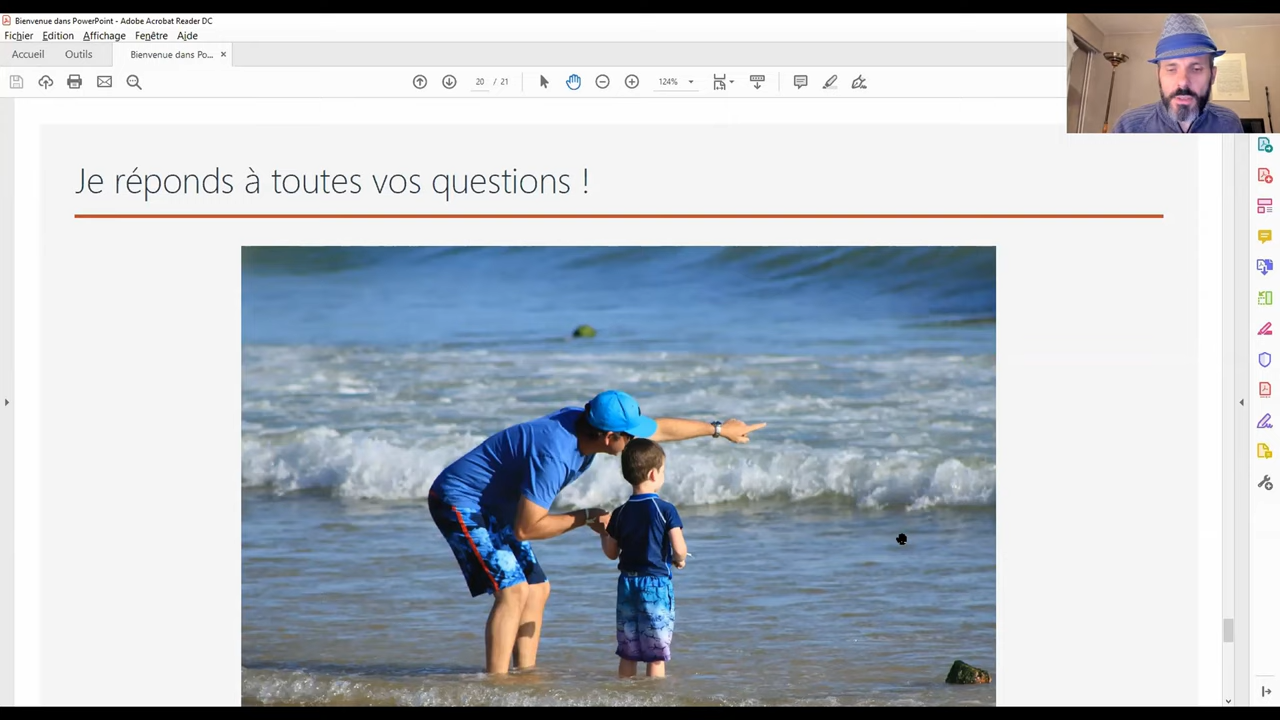 Bienvenue dans PowerPoint - Adobe Acrobat Reader DC
Fichier Edition Affichage Fenêtre Aide
Accueil Outils Bienvenue dans Po... ×
20 / 21 124%
Je réponds à toutes vos questions !